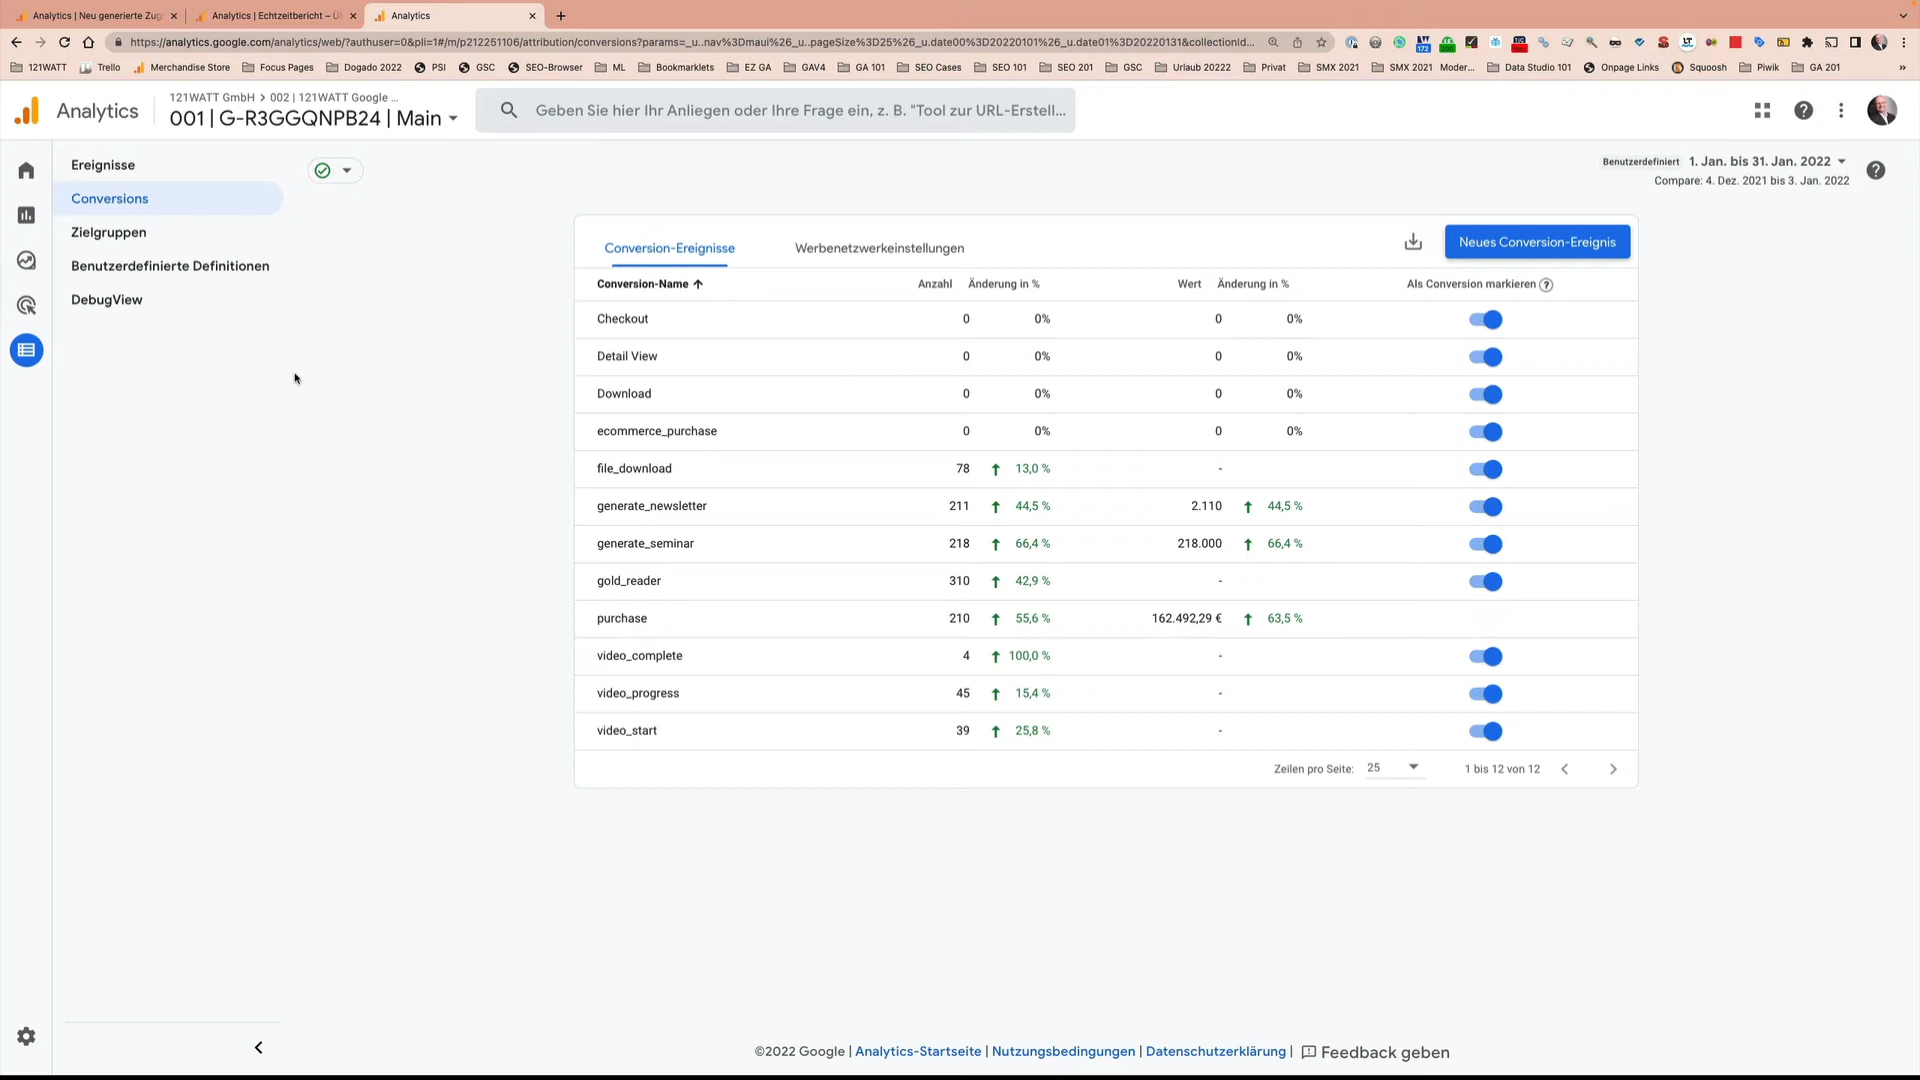 Analytics | Neu generierte Zug
Analytics | Echtzeitbericht – Üb
Analytics
https://analytics.google.com/analytics/web/?authuser=0&pli=1#/m/p212251106/attribution/conversions?params=_u..nav%3Dmaui%26_u..pageSize%3D25%26_u.date00%3D20220101%26_u.date01%3D20220131&collectionId...
121WATT
Trello
Merchandise Store
Focus Pages
Dogado 2022
PSI
GSC
SEO-Browser
ML
Bookmarklets
EZ GA
GAV4
GA 101
SEO Cases
SEO 101
SEO 201
GSC
Urlaub 20222
Privat
SMX 2021
SMX 2021
Moder...
Data Studio 101
Onpage Links
Squoosh
Piwik
GA 201
»
Analytics
121WATT GmbH > 002 | 121WATT Google ...
001 | G-R3GGQNPB24 | Main
Geben Sie hier Ihr Anliegen oder Ihre Frage ein, z. B. "Tool zur URL-Erstell...
Ereignisse
Conversions
Zielgruppen
Benutzerdefinierte Definitionen
DebugView
Benutzerdefiniert 1. Jan. bis 31. Jan. 2022
Compare: 4. Dez. 2021 bis 3. Jan. 2022
Conversion-Ereignisse
Werbenetzwerkeinstellungen
Neues Conversion-Ereignis
Conversion-Name Anzahl Änderung in % Wert Änderung in % Als Conversion markieren
Checkout 0 0% 0 0%
Detail View 0 0% 0 0%
Download 0 0% 0 0%
ecommerce_purchase 0 0% 0 0%
file_download 78 13,0 % -
generate_newsletter 211 44,5 % 2.110 44,5 %
generate_seminar 218 66,4 % 218.000 66,4 %
gold_reader 310 42,9 % -
purchase 210 55,6 % 162.492,29 € 63,5 %
video_complete 4 100,0 % -
video_progress 45 15,4 % -
video_start 39 25,8 % -
Zeilen pro Seite: 25 1 bis 12 von 12
©2022 Google | Analytics-Startseite | Nutzungsbedingungen | Datenschutzerklärung | Feedback geben